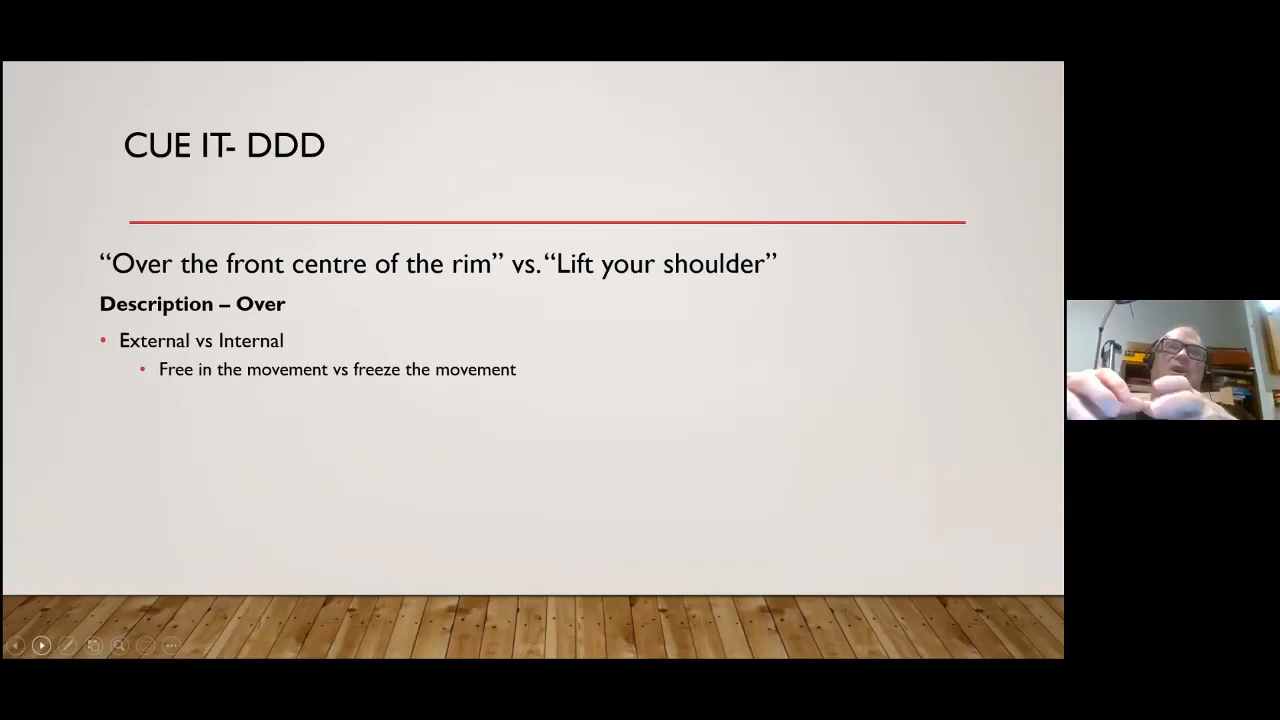 CUE IT- DDD
“Over the front centre of the rim” vs. “Lift your shoulder”
Description – Over
• External vs Internal
• Free in the movement vs freeze the movement